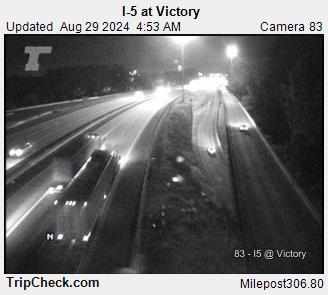 I-5 at Victory
Updated Aug 29 2024 4:53 AM Camera 83
T
N
83 - I5 @ Victory
TripCheck.com Milepost306.80